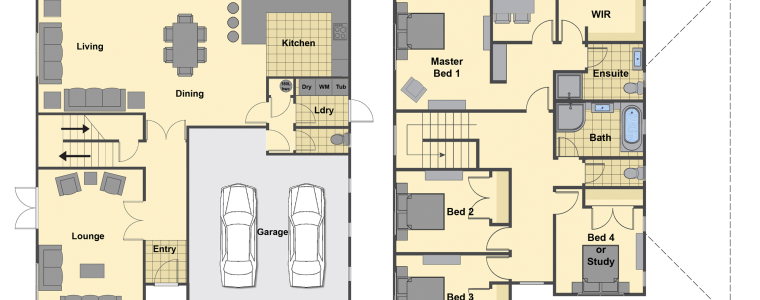 Living
Dining
Kitchen
Dry WM Tub
Ldry
Lounge
Entry
Garage
WIR
Master
Bed 1
Ensuite
Bath
Bed 2
Bed 4
or
Study
Bed 3